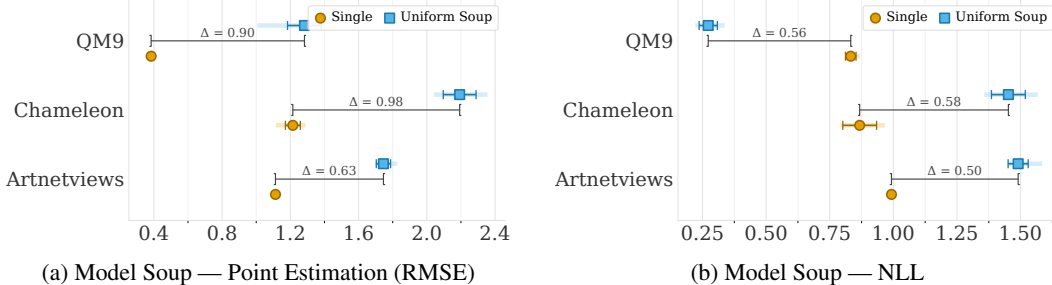 Single Uniform Soup
QM9
Δ = 0.90
Chameleon
Δ = 0.98
Artnetviews
Δ = 0.63
0.4 0.8 1.2 1.6 2.0 2.4
(a) Model Soup — Point Estimation (RMSE)
Single Uniform Soup
QM9
Δ = 0.56
Chameleon
Δ = 0.58
Artnetviews
Δ = 0.50
0.25 0.50 0.75 1.00 1.25 1.50
(b) Model Soup — NLL